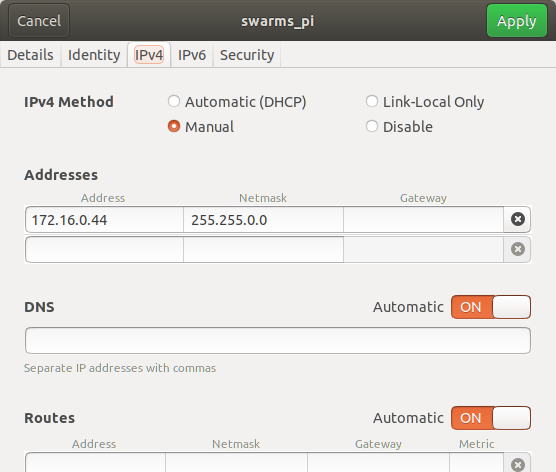 Cancel swarms_pi Apply
Details Identity IPv4 IPv6 Security
IPv4 Method Automatic (DHCP) Link-Local Only
Manual Disable
Addresses
Address Netmask Gateway
172.16.0.44 255.255.0.0
DNS Automatic ON
Separate IP addresses with commas
Routes Automatic ON
Address Netmask Gateway Metric